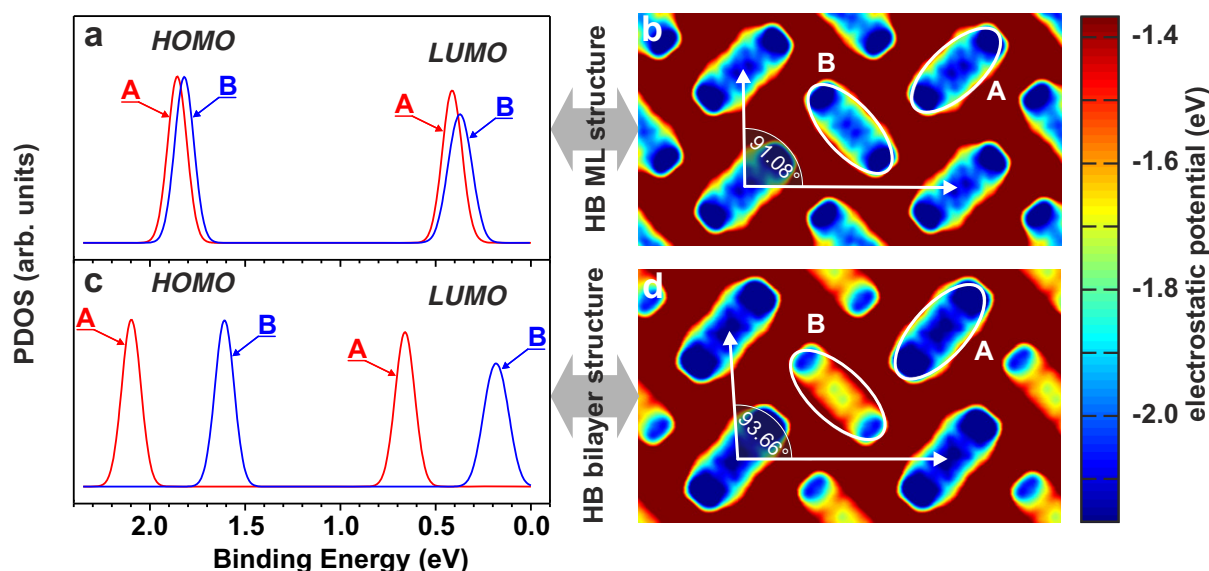 a
HOMO
LUMO
A
B
A
B
c
HOMO
LUMO
A
B
A
B
PDOS (arb. units)
2.0
1.5
1.0
0.5
0.0
Binding Energy (eV)
HB ML structure
HB bilayer structure
b
B
A
91.08°
d
B
A
93.66°
-1.4
-1.6
-1.8
-2.0
electrostatic potential (eV)